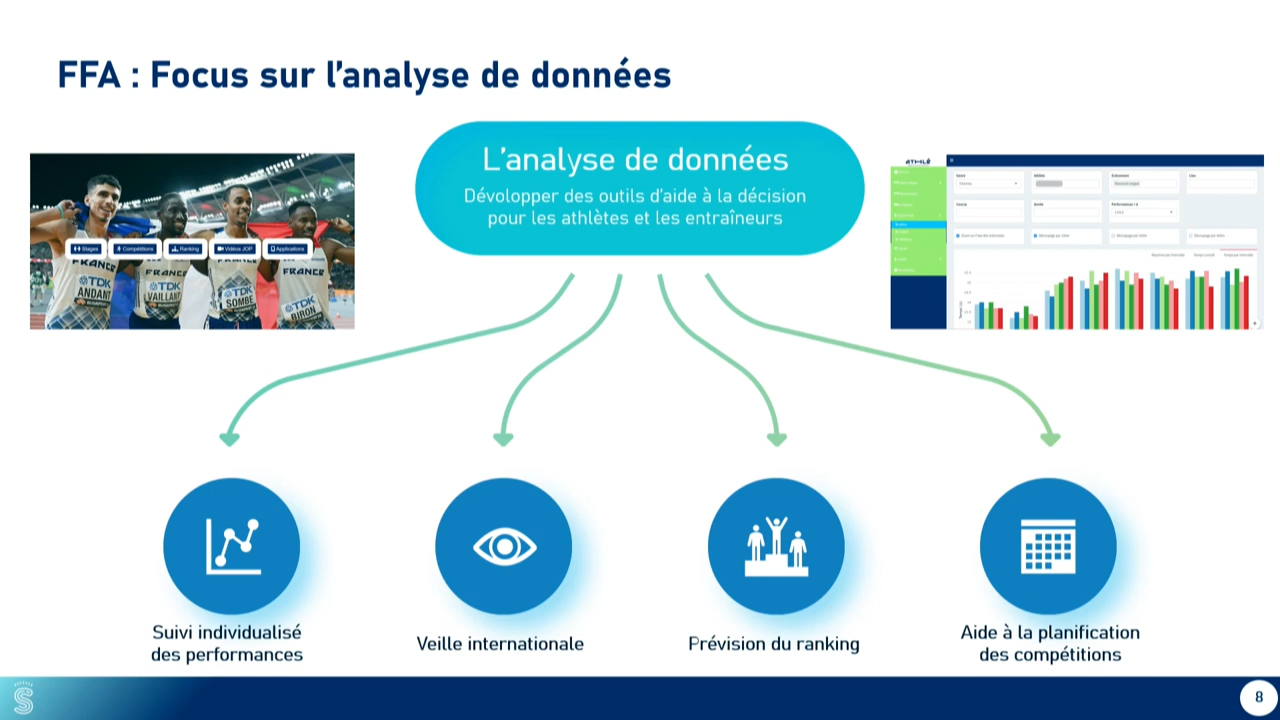 FFA : Focus sur l'analyse de données
L'analyse de données
Dévolopper des outils d'aide à la décision
pour les athlètes et les entraîneurs
Stages
Compétitions
Ranking
Vidéos JOP
Applications
FRANCE
FRANCE
FRANCE
FRANCE
TDK
TDK
TDK
TDK
ANDANT
VAILLANT
SOMBE
BIRON
ATHLÉ
Suivi individualisé
des performances
Veille internationale
Prévision du ranking
Aide à la planification
des compétitions
8